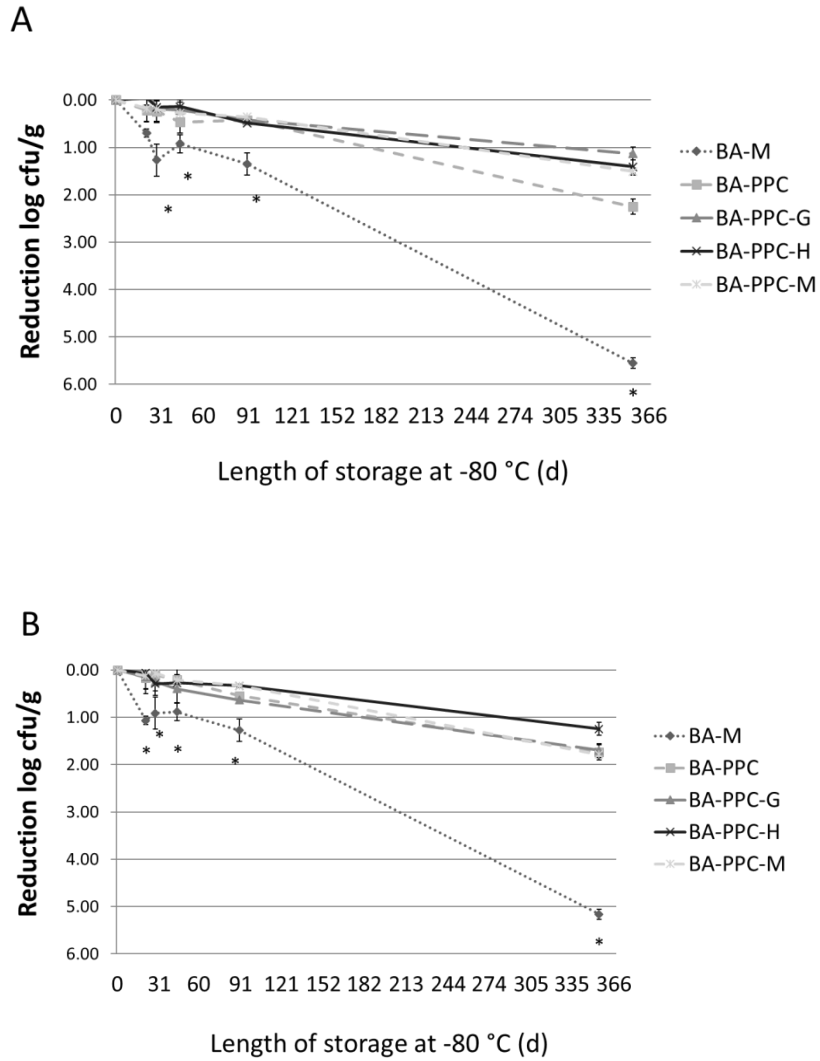 A
0.00
1.00
2.00
3.00
4.00
5.00
6.00
Reduction log cfu/g
* * * *
0 31 60 91 121 152 182 213 244 274 305 335 366
Length of storage at -80 °C (d)
BA-M
BA-PPC
BA-PPC-G
BA-PPC-H
BA-PPC-M
B
0.00
1.00
2.00
3.00
4.00
5.00
6.00
Reduction log cfu/g
* * * * *
0 31 60 91 121 152 182 213 244 274 305 335 366
Length of storage at -80 °C (d)
BA-M
BA-PPC
BA-PPC-G
BA-PPC-H
BA-PPC-M